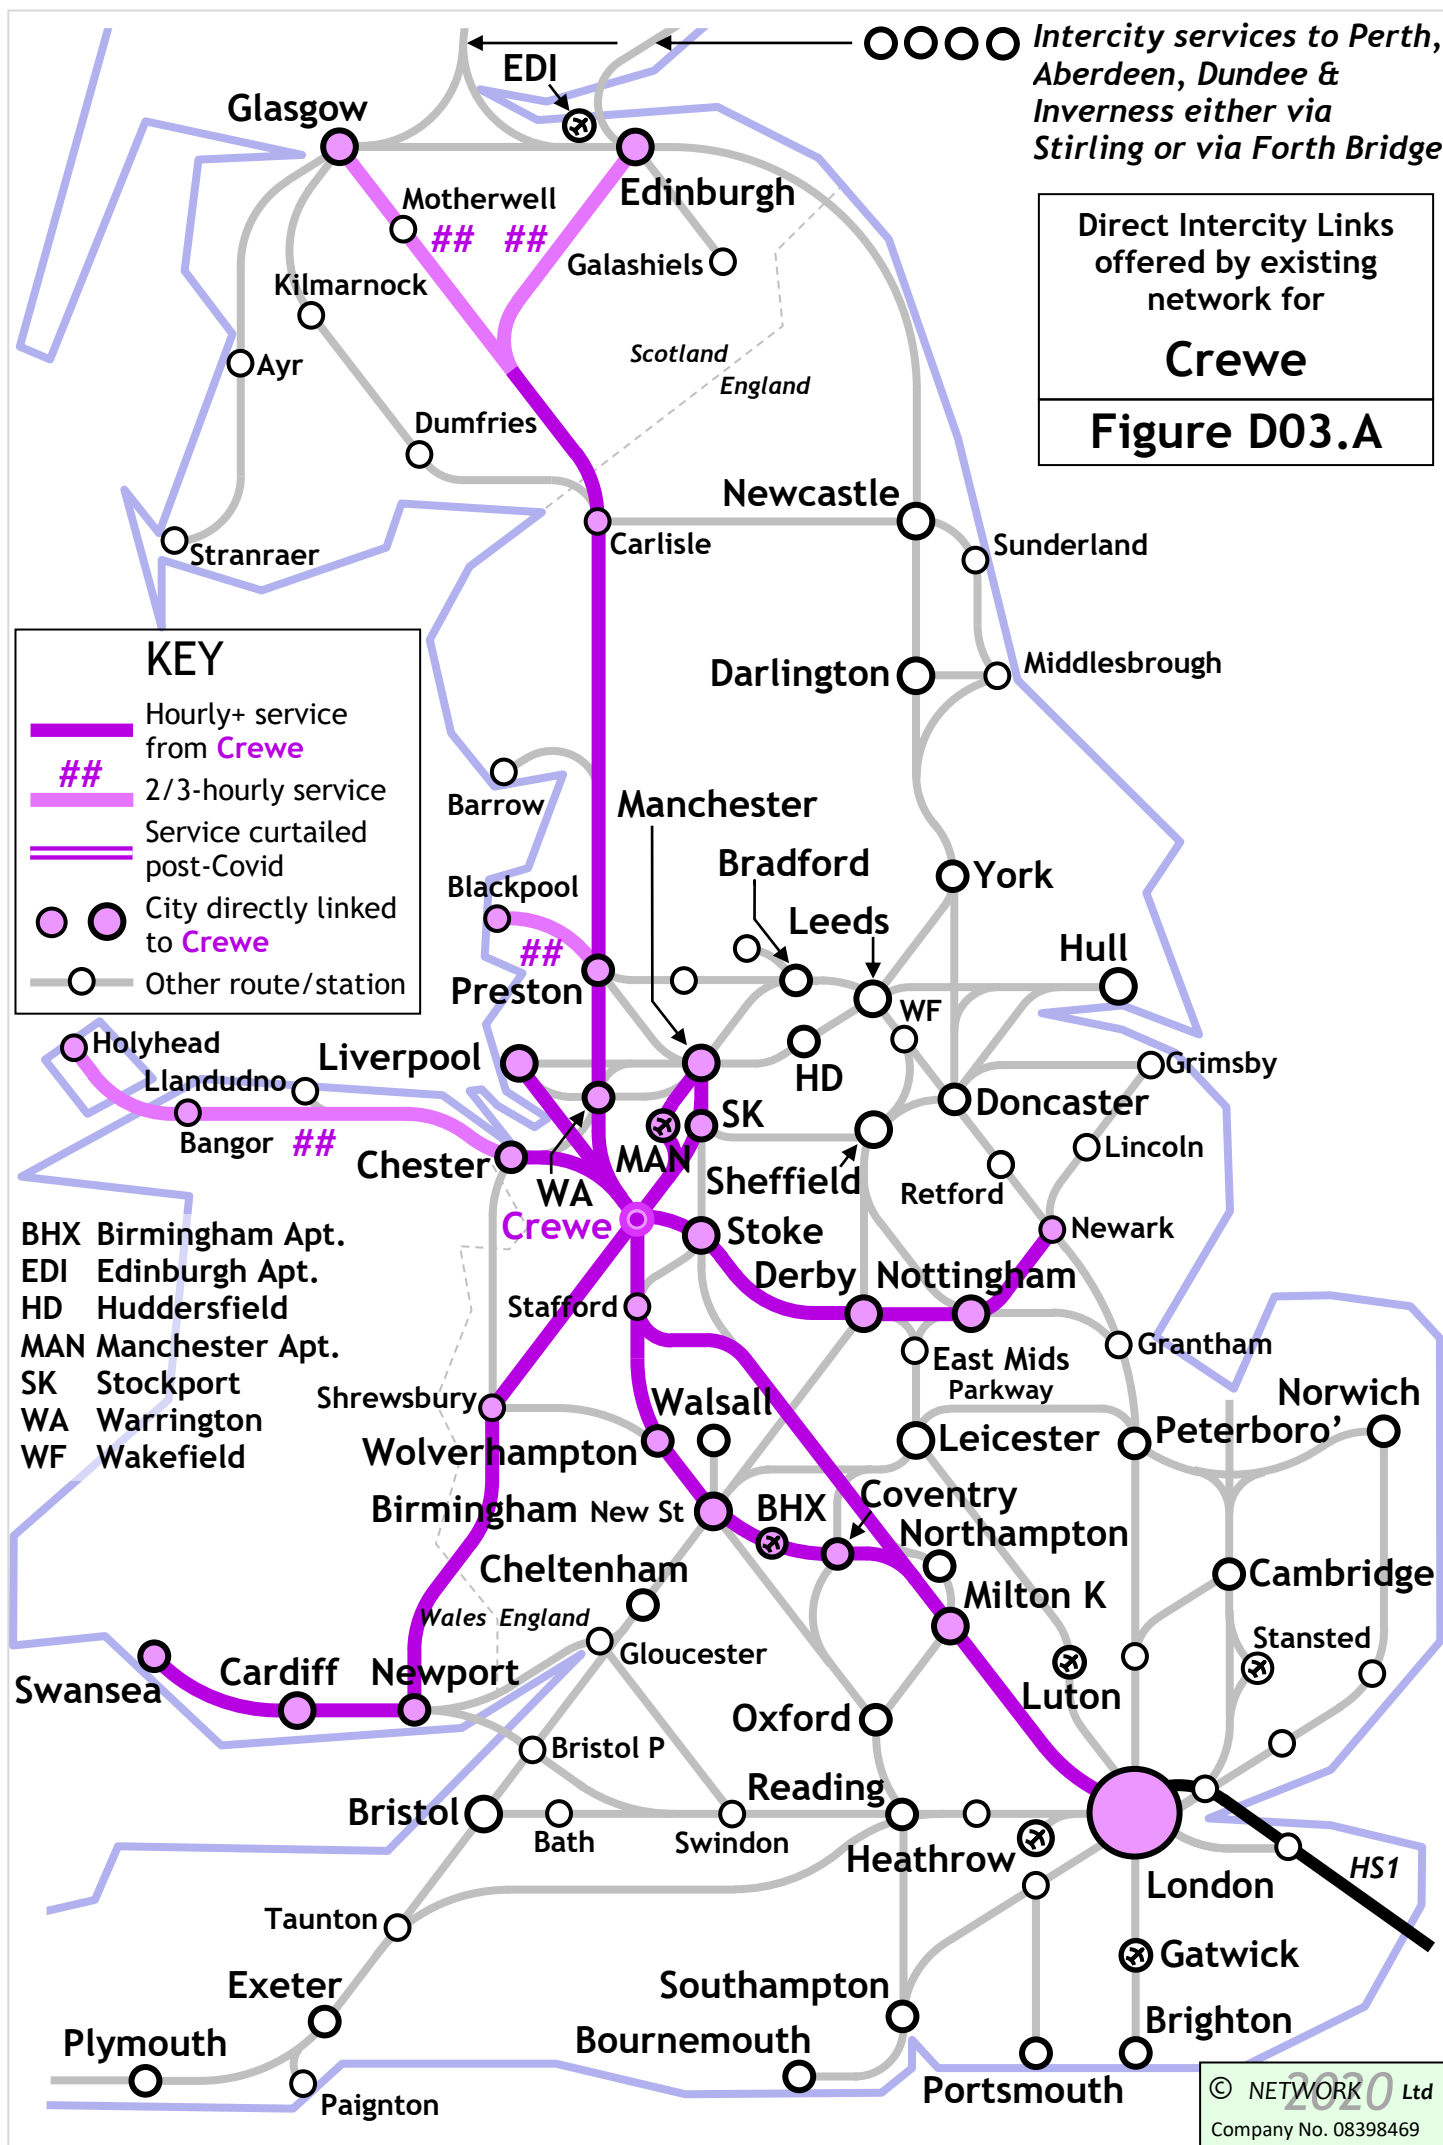 Intercity services to Perth,
Aberdeen, Dundee &
Inverness either via
Stirling or via Forth Bridge
Direct Intercity Links
offered by existing
network for
Crewe
Figure D03.A
EDI
Glasgow
Edinburgh
Motherwell
## ##
Galashiels
Kilmarnock
Scotland
England
Ayr
Dumfries
Newcastle
Carlisle
Sunderland
Stranraer
Darlington
Middlesbrough
KEY
Hourly+ service
from Crewe
##
2/3-hourly service
Service curtailed
post-Covid
City directly linked
to Crewe
Other route/station
Barrow
Manchester
Bradford
Blackpool
##
Leeds
York
Hull
Preston
WF
Holyhead
Liverpool
Llandudno
HD
Grimsby
Doncaster
Bangor ##
SK
Chester
MAN
Lincoln
WA
Sheffield
Retford
Crewe
Stoke
Newark
BHX Birmingham Apt.
EDI Edinburgh Apt.
HD Huddersfield
MAN Manchester Apt.
SK Stockport
WA Warrington
WF Wakefield
Derby Nottingham
Stafford
East Mids
Parkway
Grantham
Shrewsbury
Walsall
Norwich
Wolverhampton
Leicester
Peterboro’
Birmingham New St
BHX
Coventry
Northampton
Cheltenham
Cambridge
Milton K
Wales England
Gloucester
Stansted
Swansea
Cardiff
Newport
Luton
Oxford
Bristol P
Reading
Bristol
Bath
Swindon
Heathrow
HS1
London
Taunton
Gatwick
Exeter
Southampton
Brighton
Plymouth
Bournemouth
Portsmouth
Paignton
© NETWORK 2020 Ltd
Company No. 08398469